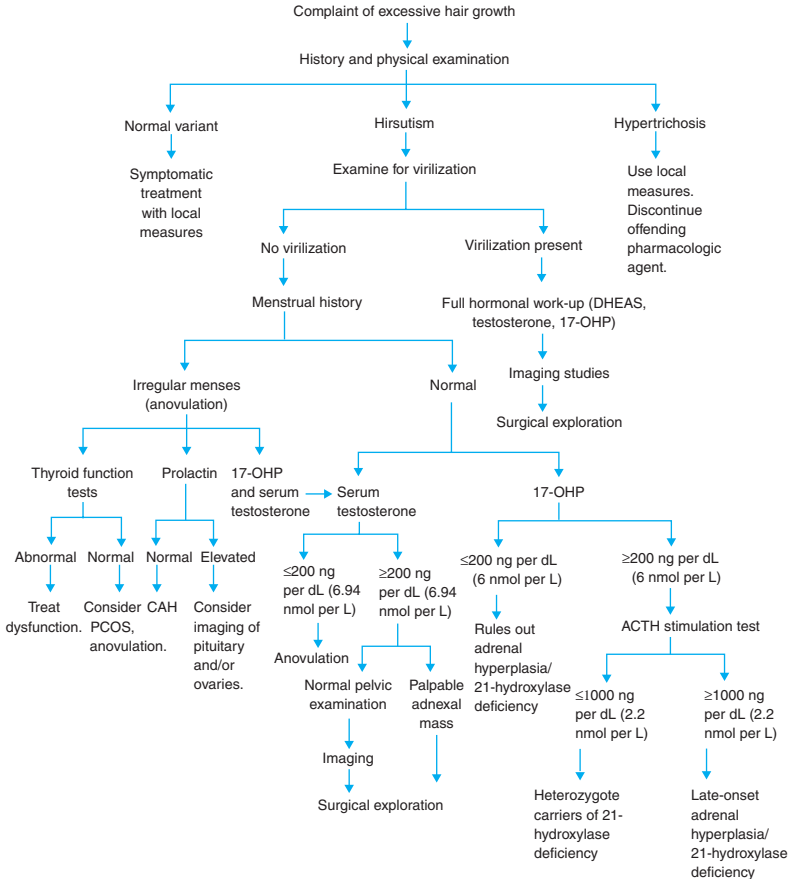 Complaint of excessive hair growth
History and physical examination
Normal variant
Hirsutism
Hypertrichosis
Symptomatic
treatment
with local
measures
Examine for virilization
Use local
measures.
Discontinue
offending
pharmacologic
agent.
No virilization
Virilization present
Menstrual history
Full hormonal work-up (DHEAS,
testosterone, 17-OHP)
Imaging studies
Surgical exploration
Irregular menses
(anovulation)
Normal
Thyroid function
tests
Prolactin
17-OHP
and serum
testosterone
Serum
testosterone
17-OHP
Abnormal
Normal
Normal
Elevated
Treat
dysfunction.
Consider
PCOS,
anovulation.
CAH
Consider
imaging of
pituitary
and/or
ovaries.
≤200 ng
per dL (6.94
nmol per L)
≥200 ng
per dL (6.94
nmol per L)
≤200 ng per dL
(6 nmol per L)
≥200 ng per dL
(6 nmol per L)
Anovulation
Normal pelvic
examination
Palpable
adnexal
mass
Rules out
adrenal
hyperplasia/
21-hydroxylase
deficiency
ACTH stimulation test
Imaging
Surgical exploration
≤1000 ng
per dL (2.2
nmol per L)
≥1000 ng
per dL (2.2
nmol per L)
Heterozygote
carriers of 21-
hydroxylase
deficiency
Late-onset
adrenal
hyperplasia/
21-hydroxylase
deficiency